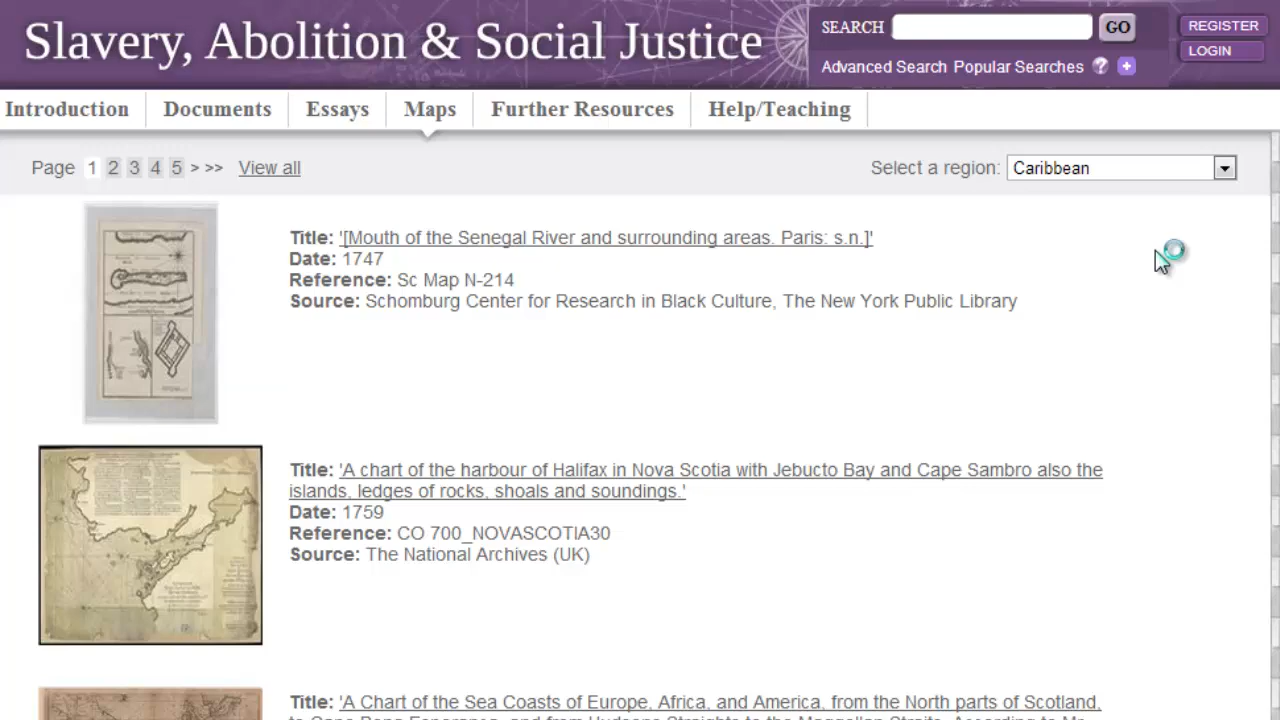 Slavery, Abolition & Social Justice
SEARCH GO
REGISTER
LOGIN
Advanced Search Popular Searches ? +
Introduction Documents Essays Maps Further Resources Help/Teaching
Page 1 2 3 4 5 > >> View all
Select a region: Caribbean
Title: '[Mouth of the Senegal River and surrounding areas. Paris: s.n.]'
Date: 1747
Reference: Sc Map N-214
Source: Schomburg Center for Research in Black Culture, The New York Public Library
Title: 'A chart of the harbour of Halifax in Nova Scotia with Jebucto Bay and Cape Sambro also the
islands, ledges of rocks, shoals and soundings.'
Date: 1759
Reference: CO 700_NOVASCOTIA30
Source: The National Archives (UK)
Title: 'A Chart of the Sea Coasts of Europe, Africa, and America, from the North parts of Scotland,